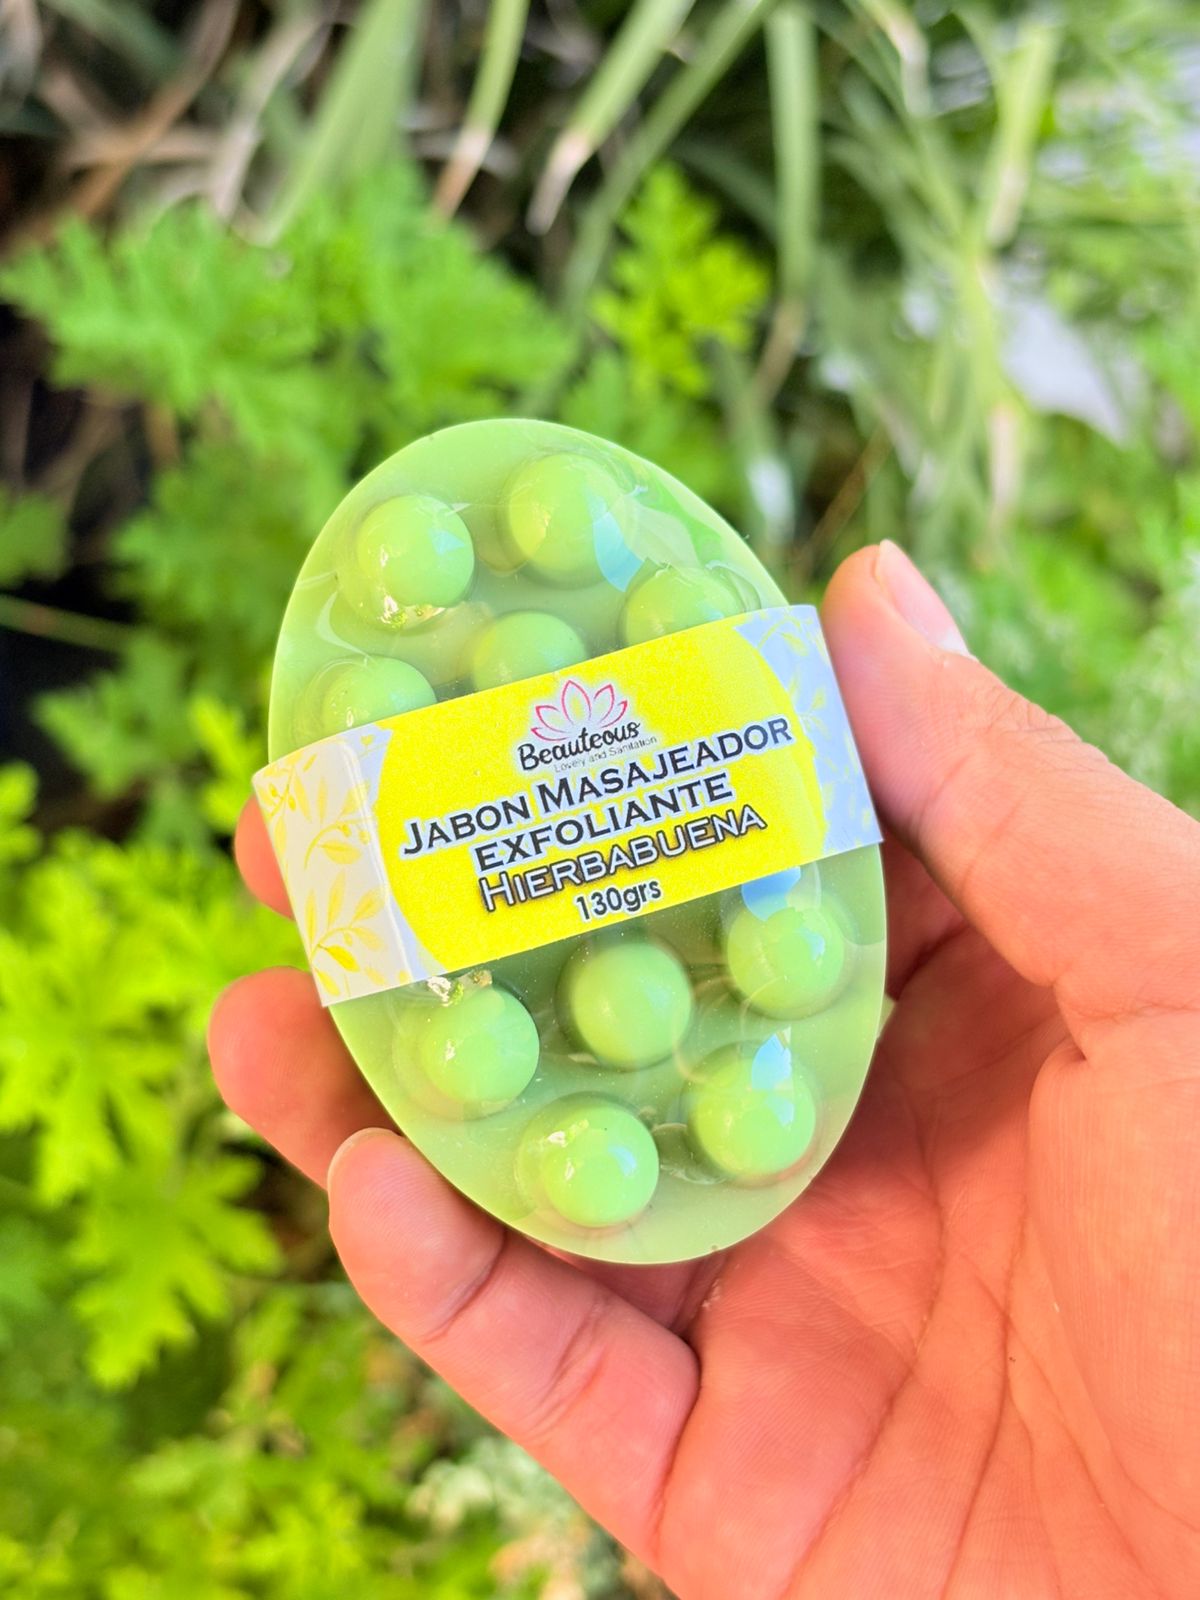 Beauteous
Lovely and Sanitation
JABON MASAJEADOR
EXFOLIANTE
HIERBABUENA
130grs